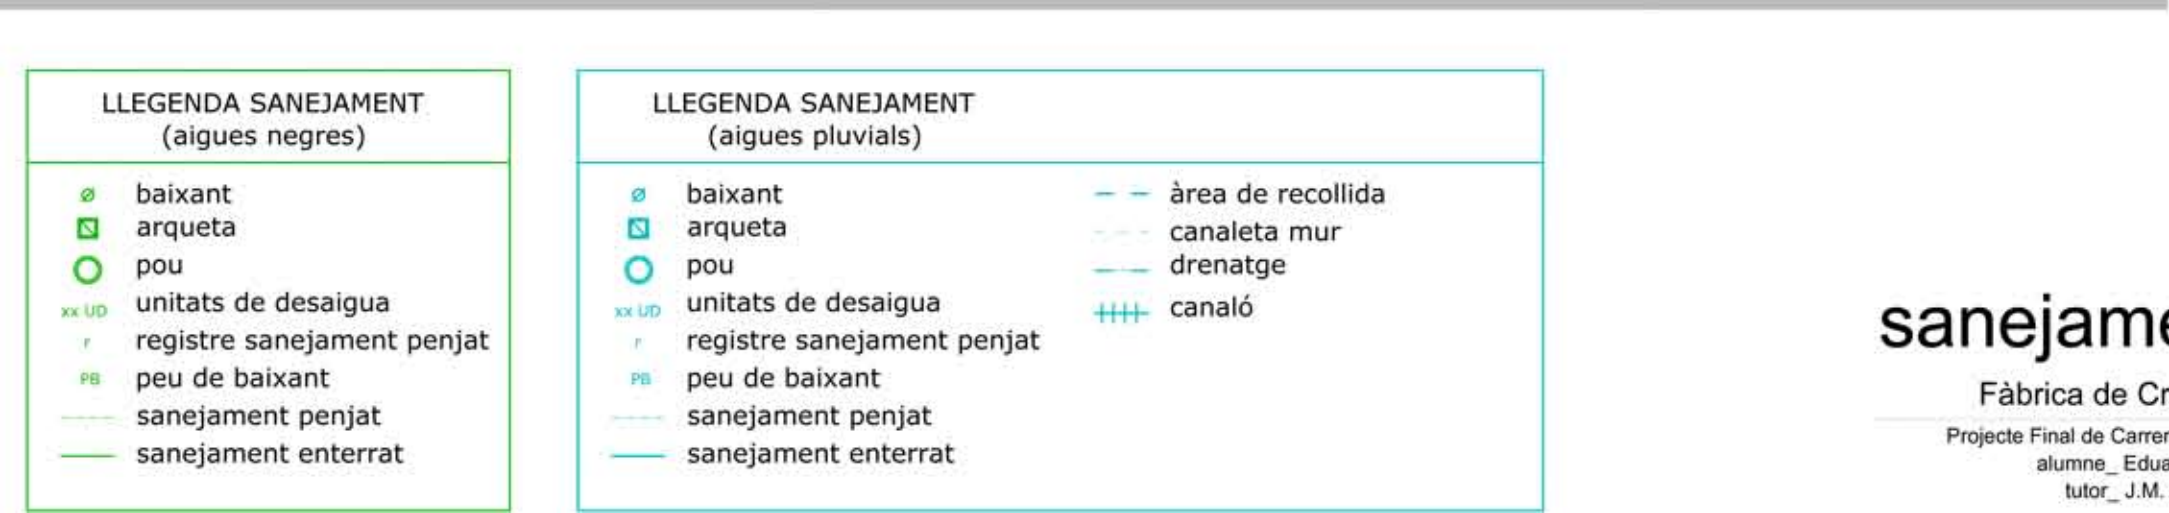 LLEGENDA SANEJAMENT
(aigues negres)
baixant
arqueta
pou
xx UD unitats de desaigua
r registre sanejament penjat
PB peu de baixant
sanejament penjat
sanejament enterrat
LLEGENDA SANEJAMENT
(aigues pluvials)
baixant
arqueta
pou
xx UD unitats de desaigua
r registre sanejament penjat
PB peu de baixant
sanejament penjat
sanejament enterrat
àrea de recollida
canaleta mur
drenatge
canaló
sanejame
Fàbrica de Cr
Projecte Final de Carrer
alumne_ Edua
tutor_ J.M.